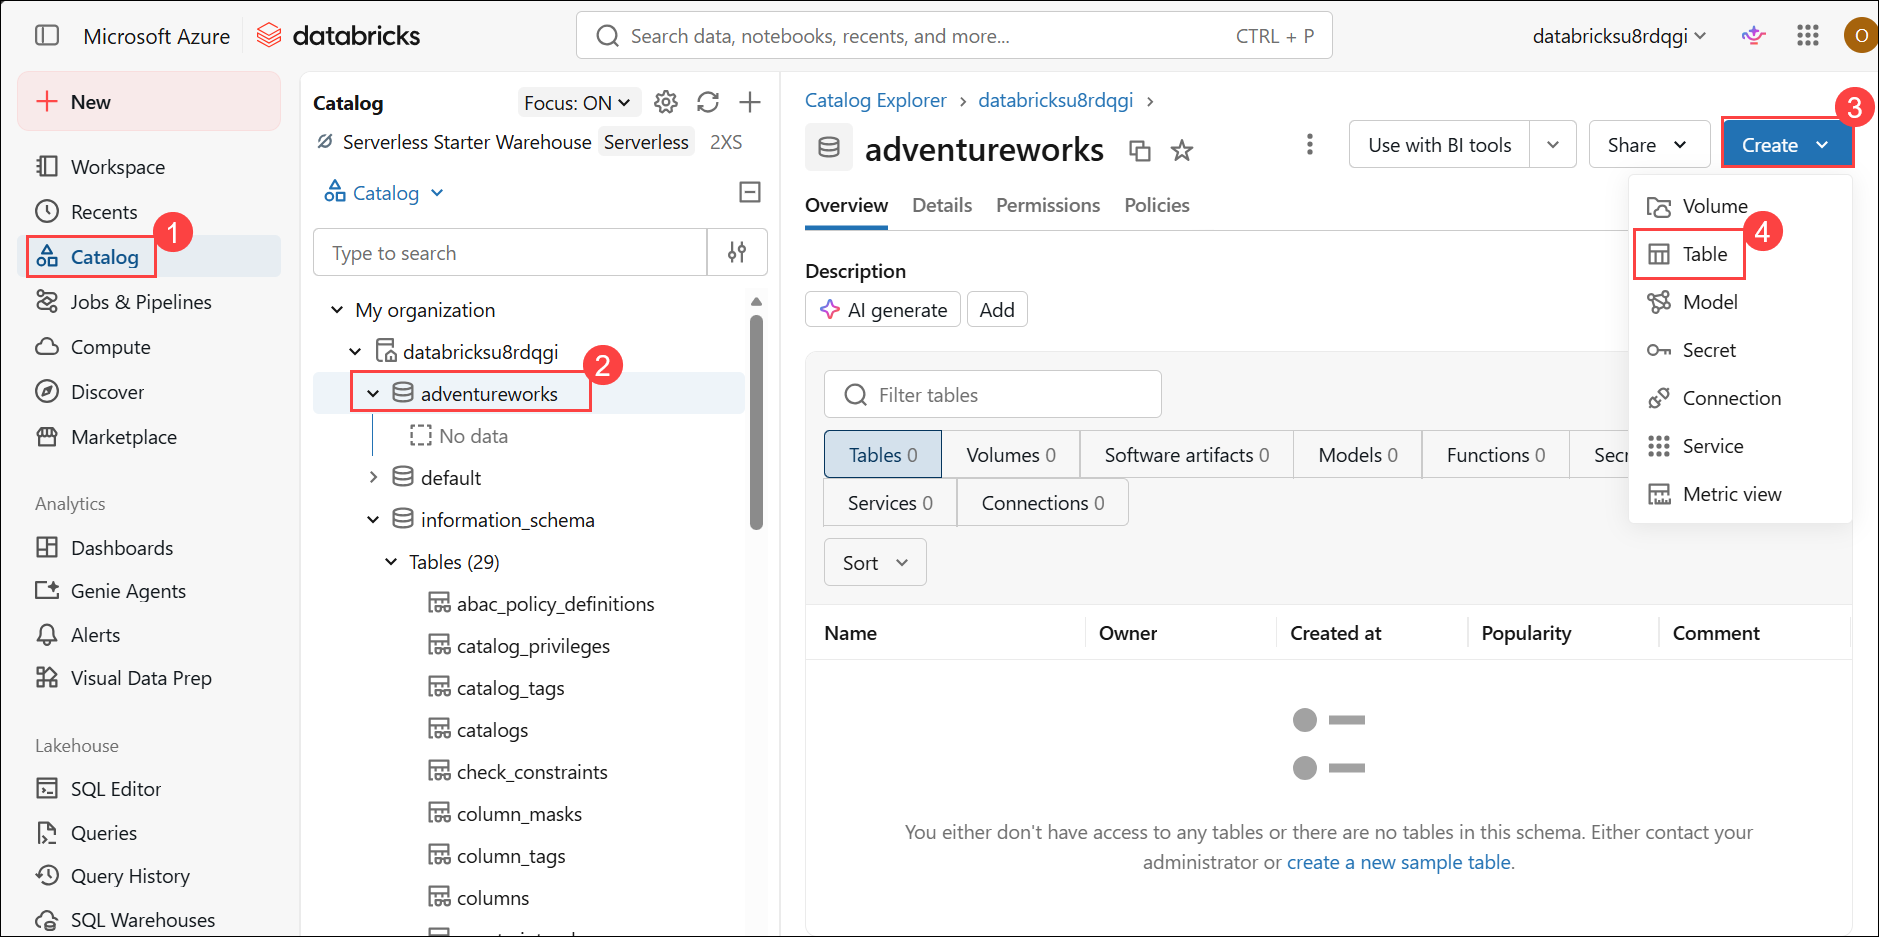 Microsoft Azure databricks
Search data, notebooks, recents, and more... CTRL + P
databricksu8rdqgi
O
New
Workspace
Recents
1
Catalog
Jobs & Pipelines
Compute
Discover
Marketplace
Analytics
Dashboards
Genie Agents
Alerts
Visual Data Prep
Lakehouse
SQL Editor
Queries
Query History
SQL Warehouses
Catalog
Focus: ON
Serverless Starter Warehouse Serverless 2XS
Catalog
Type to search
My organization
databricksu8rdqgi
2
adventureworks
No data
default
information_schema
Tables (29)
abac_policy_definitions
catalog_privileges
catalog_tags
catalogs
check_constraints
column_masks
column_tags
columns
Catalog Explorer › databricksu8rdqgi ›
adventureworks
Use with BI tools
Share
3
Create
Overview Details Permissions Policies
Volume
4
Table
Model
Secret
Connection
Service
Metric view
Description
AI generate Add
Filter tables
Tables 0 Volumes 0 Software artifacts 0 Models 0 Functions 0 Secr
Services 0 Connections 0
Sort
Name Owner Created at Popularity Comment
You either don't have access to any tables or there are no tables in this schema. Either contact your
administrator or create a new sample table.